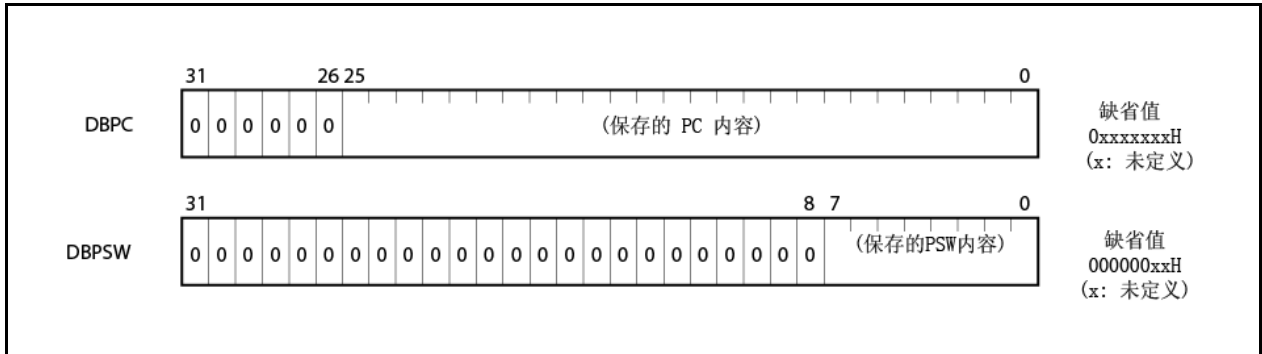 31 26 25 0
DBPC 0 0 0 0 0 0 (保存的 PC 内容)
缺省值
0xxxxxxxH
(x: 未定义)
31 8 7 0
DBPSW 0 0 0 0 0 0 0 0 0 0 0 0 0 0 0 0 0 0 0 0 0 0 0 0 (保存的PSW内容)
缺省值
000000xxH
(x: 未定义)